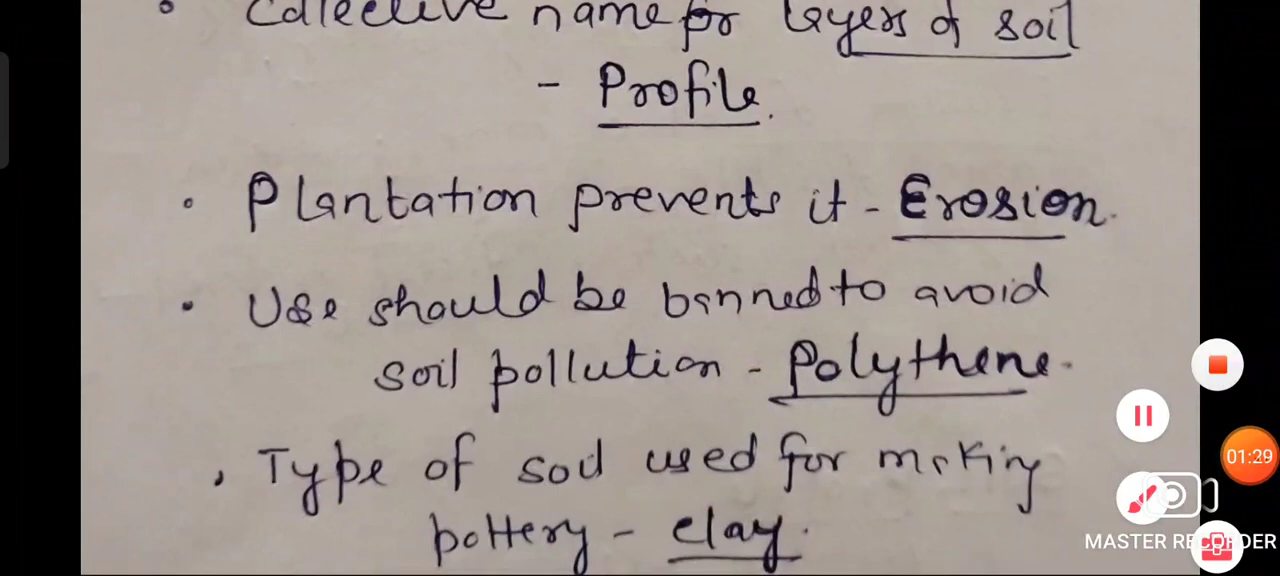 • Collective name for layers of soil
- Profile.
• Plantation prevents it - Erosion.
• Use should be banned to avoid
soil pollution - Polythene.
• Type of soil used for making
pottery - clay.
01:29
MASTER RECORDER